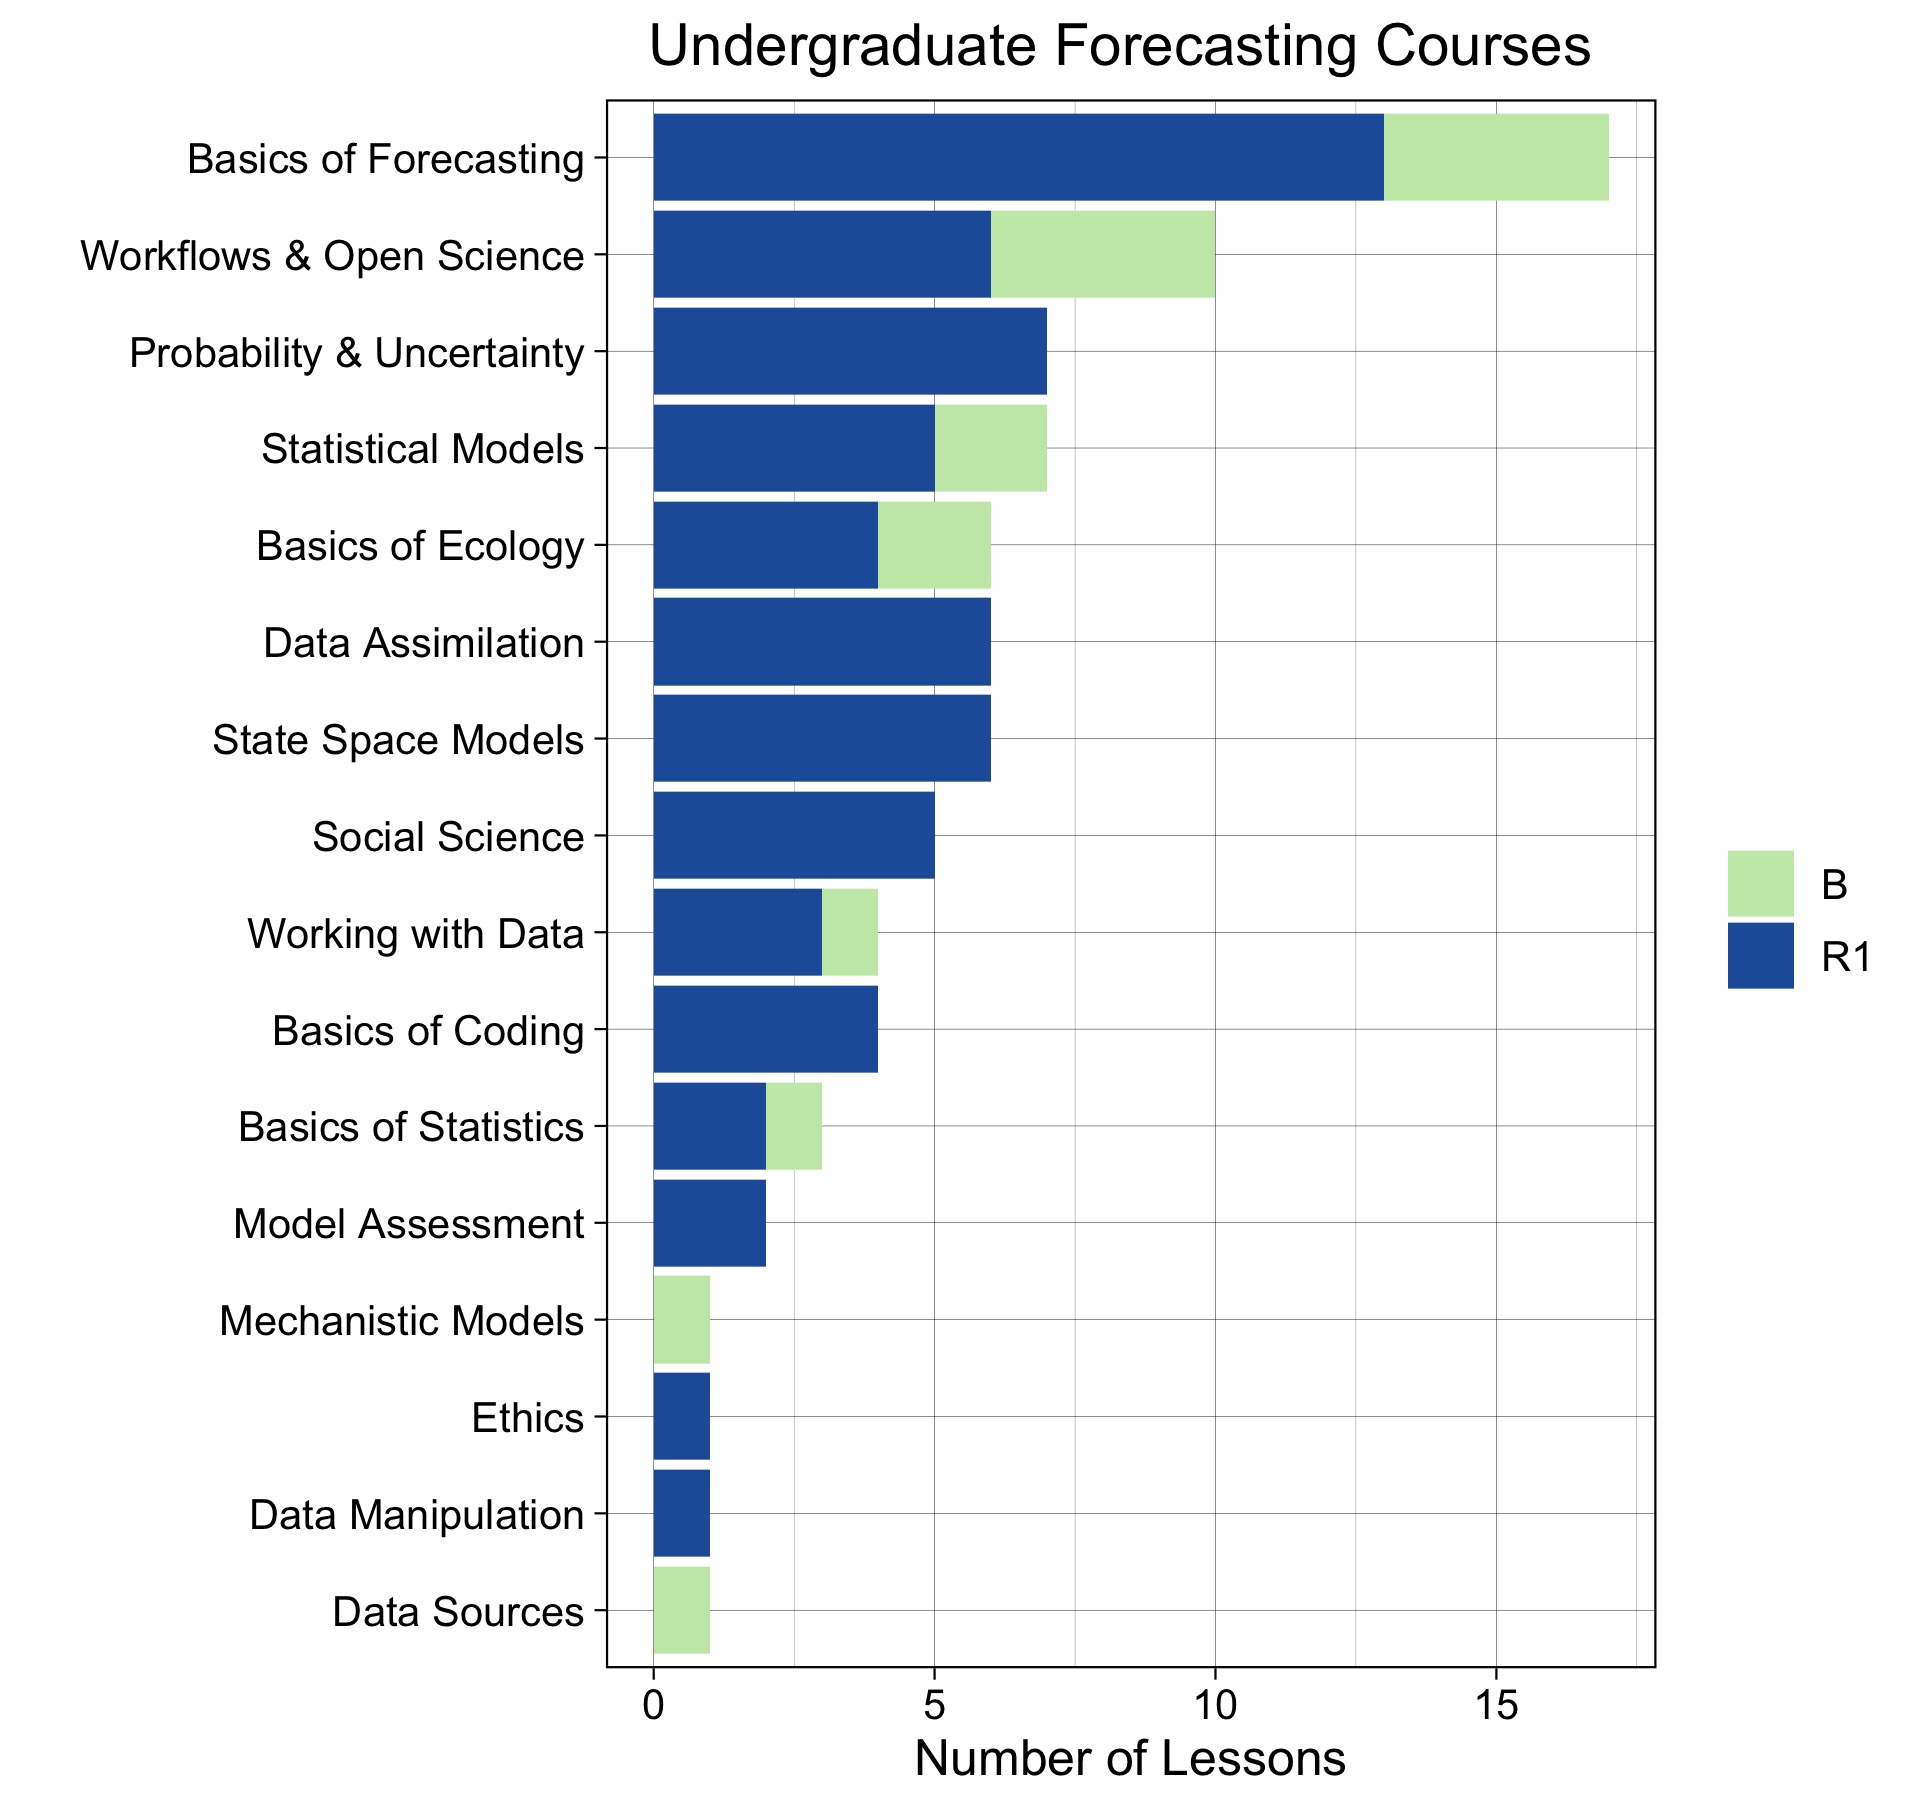 Undergraduate Forecasting Courses
Basics of Forecasting
Workflows & Open Science
Probability & Uncertainty
Statistical Models
Basics of Ecology
Data Assimilation
State Space Models
Social Science
Working with Data
Basics of Coding
Basics of Statistics
Model Assessment
Mechanistic Models
Ethics
Data Manipulation
Data Sources
0 5 10 15
Number of Lessons
B
R1